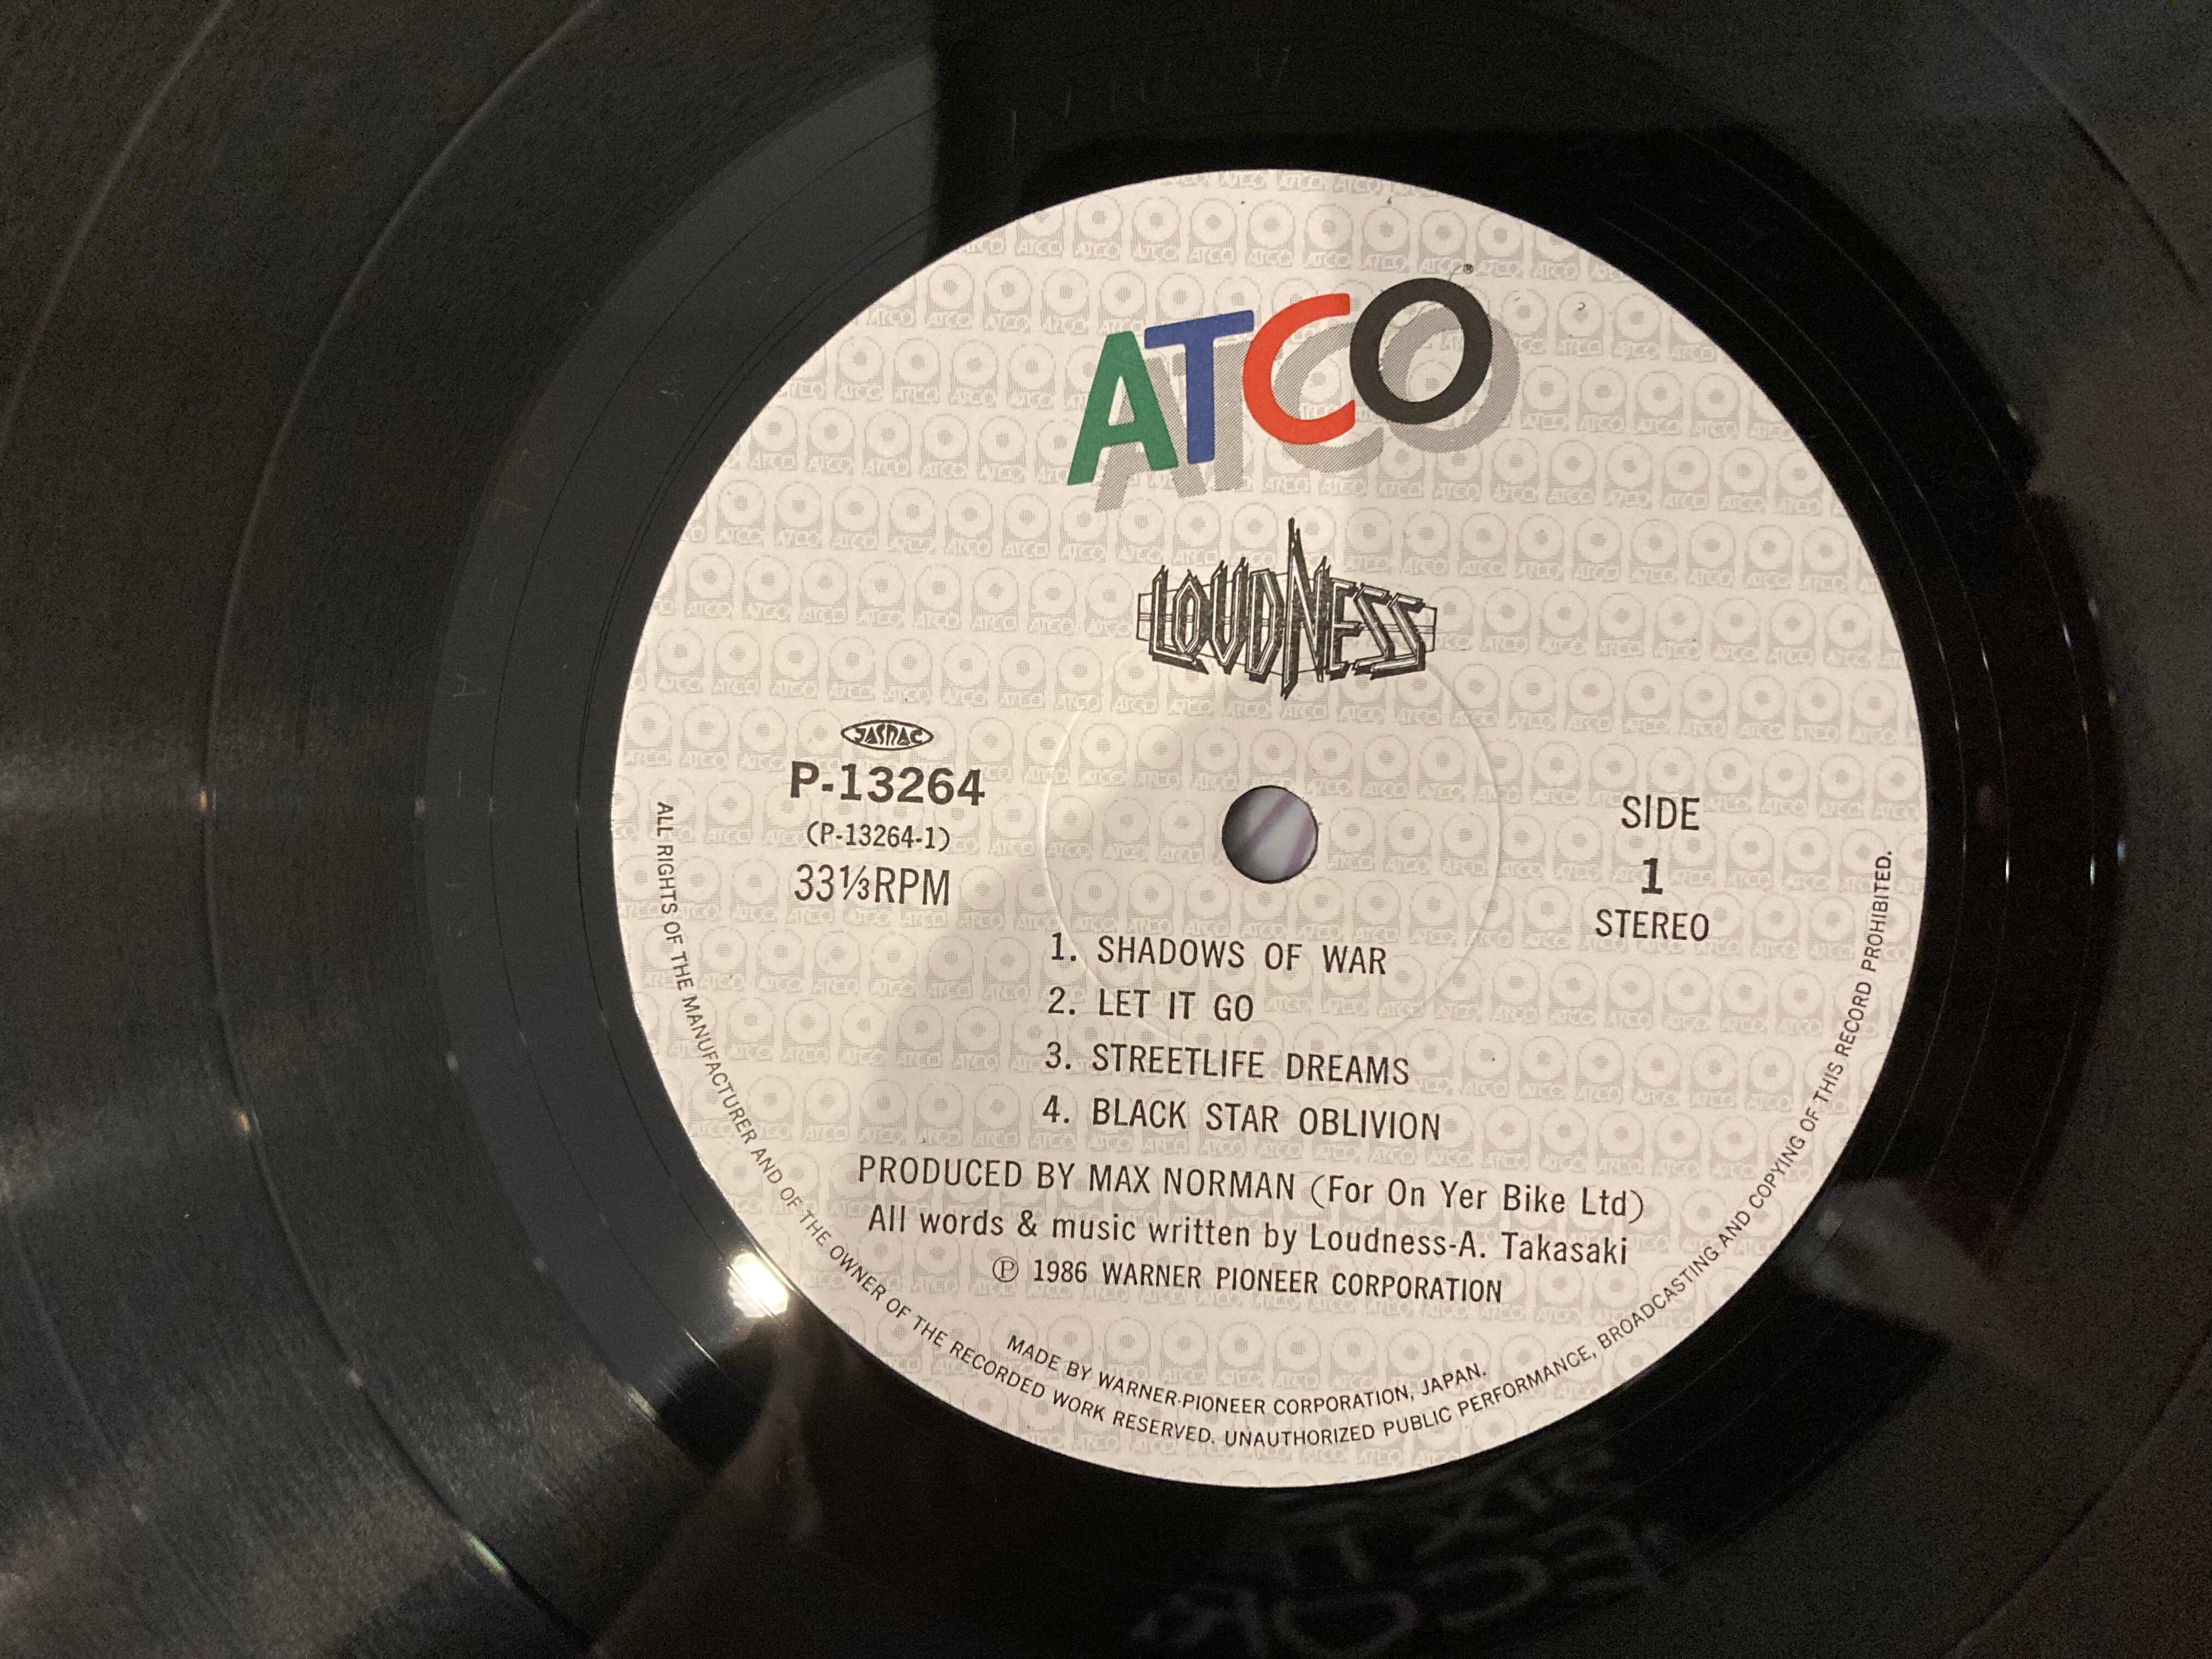 ATCO®
LOUDNESS
JASRAC
P-13264
(P-13264-1)
33⅓RPM
SIDE
1
STEREO
1. SHADOWS OF WAR
2. LET IT GO
3. STREETLIFE DREAMS
4. BLACK STAR OBLIVION
PRODUCED BY MAX NORMAN (For On Yer Bike Ltd)
All words & music written by Loudness-A. Takasaki
Ⓟ 1986 WARNER PIONEER CORPORATION
MADE BY WARNER-PIONEER CORPORATION, JAPAN.
ALL RIGHTS OF THE MANUFACTURER AND OF THE OWNER OF THE RECORDED WORK RESERVED. UNAUTHORIZED PUBLIC PERFORMANCE, BROADCASTING AND COPYING OF THIS RECORD PROHIBITED.